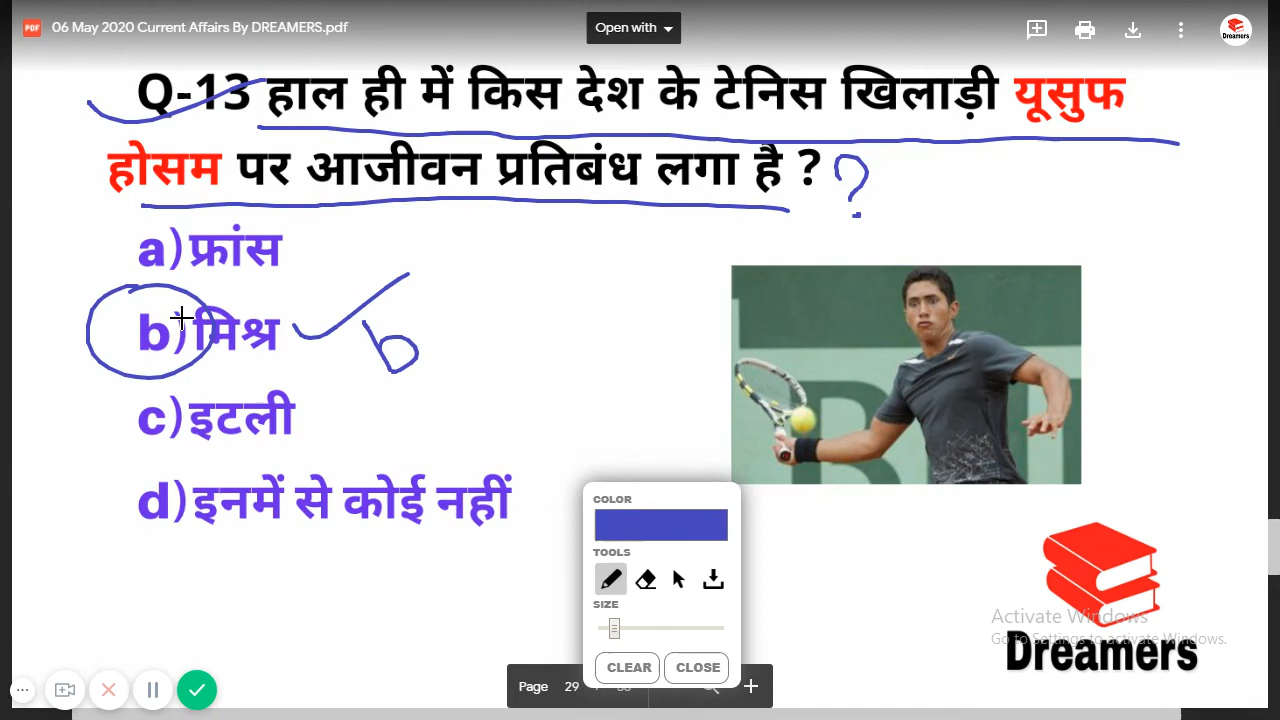 06 May 2020 Current Affairs By DREAMERS.pdf
Open with
Dreamers
Q-13 हाल ही में किस देश के टेनिस खिलाड़ी यूसुफ
होसम पर आजीवन प्रतिबंध लगा है ? ?
a)फ्रांस
b)मिश्र
b
c)इटली
d)इनमें से कोई नहीं
COLOR
TOOLS
SIZE
CLEAR CLOSE
Page 29 /
Activate Windows
Go to Settings to activate Windows.
Dreamers